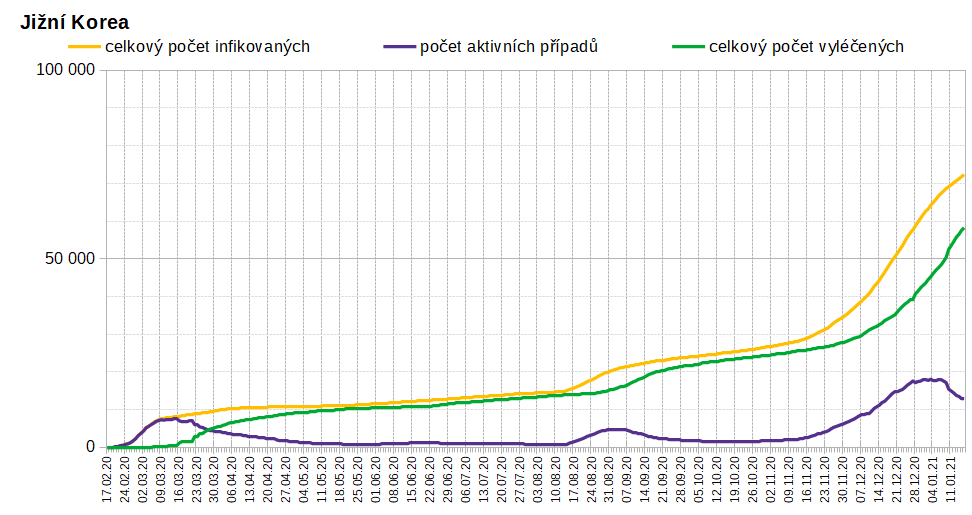 Jižní Korea
celkový počet infikovaných počet aktivních případů celkový počet vyléčených
100 000
50 000
0
17.02.20 24.02.20 02.03.20 09.03.20 16.03.20 23.03.20 30.03.20 06.04.20 13.04.20 20.04.20 27.04.20 04.05.20 11.05.20 18.05.20 25.05.20 01.06.20 08.06.20 15.06.20 22.06.20 29.06.20 06.07.20 13.07.20 20.07.20 27.07.20 03.08.20 10.08.20 17.08.20 24.08.20 31.08.20 07.09.20 14.09.20 21.09.20 28.09.20 05.10.20 12.10.20 19.10.20 26.10.20 02.11.20 09.11.20 16.11.20 23.11.20 30.11.20 07.12.20 14.12.20 21.12.20 28.12.20 04.01.21 11.01.21